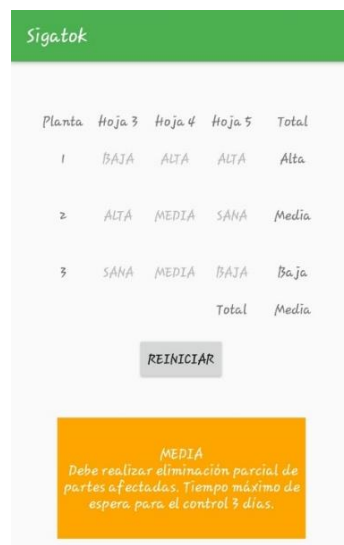 Sigatok
Planta Hoja 3 Hoja 4 Hoja 5 Total
1 BAJA ALTA ALTA Alta
2 ALTA MEDIA SANA Media
3 SANA MEDIA BAJA Baja
Total Media
REINICIAR
MEDIA
Debe realizar eliminación parcial de
partes afectadas. Tiempo máximo de
espera para el control 3 días.